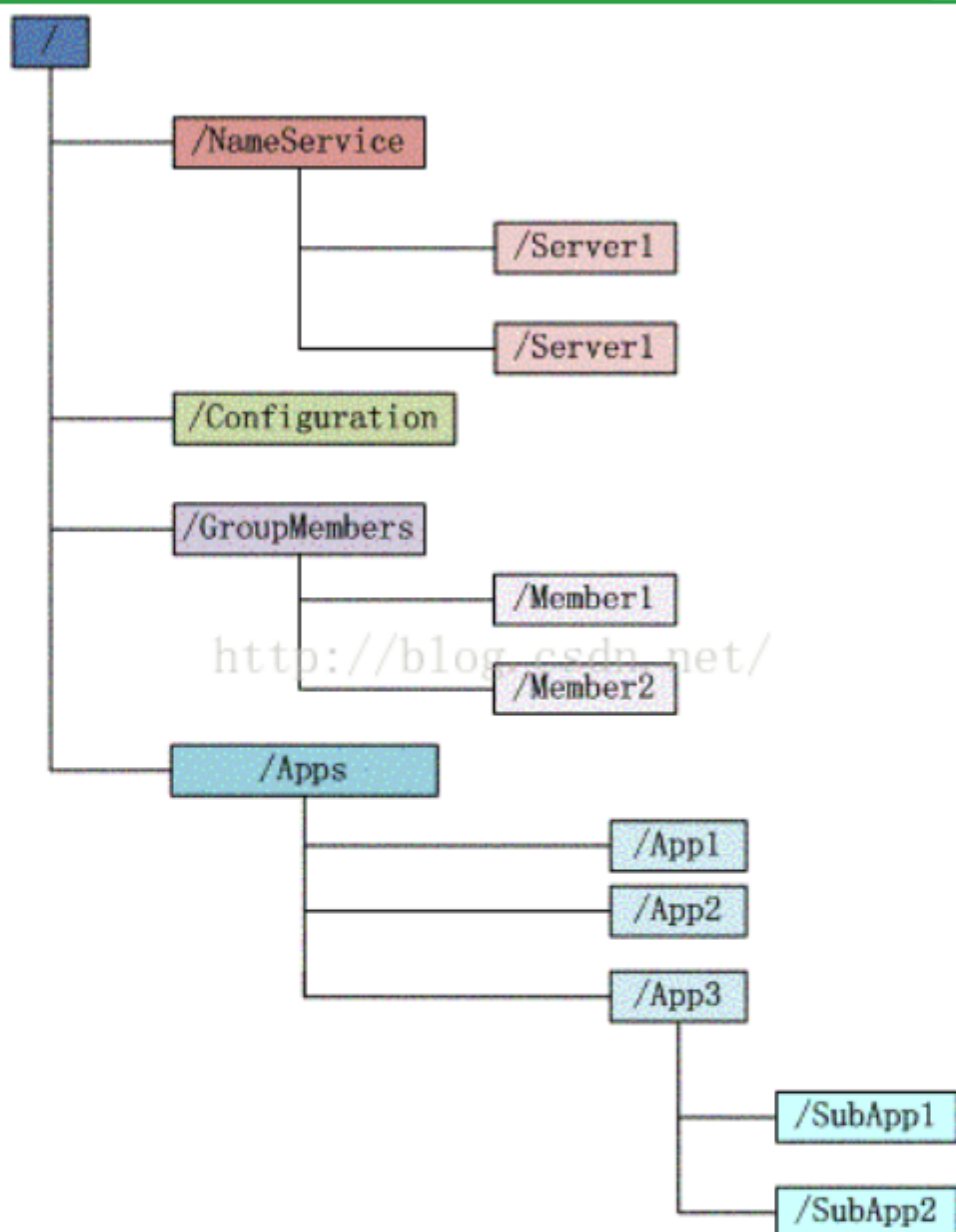 /
/NameService
/Server1
/Server1
/Configuration
/GroupMembers
/Member1
http://blog.csdn.net/
/Member2
/Apps
/App1
/App2
/App3
/SubApp1
/SubApp2